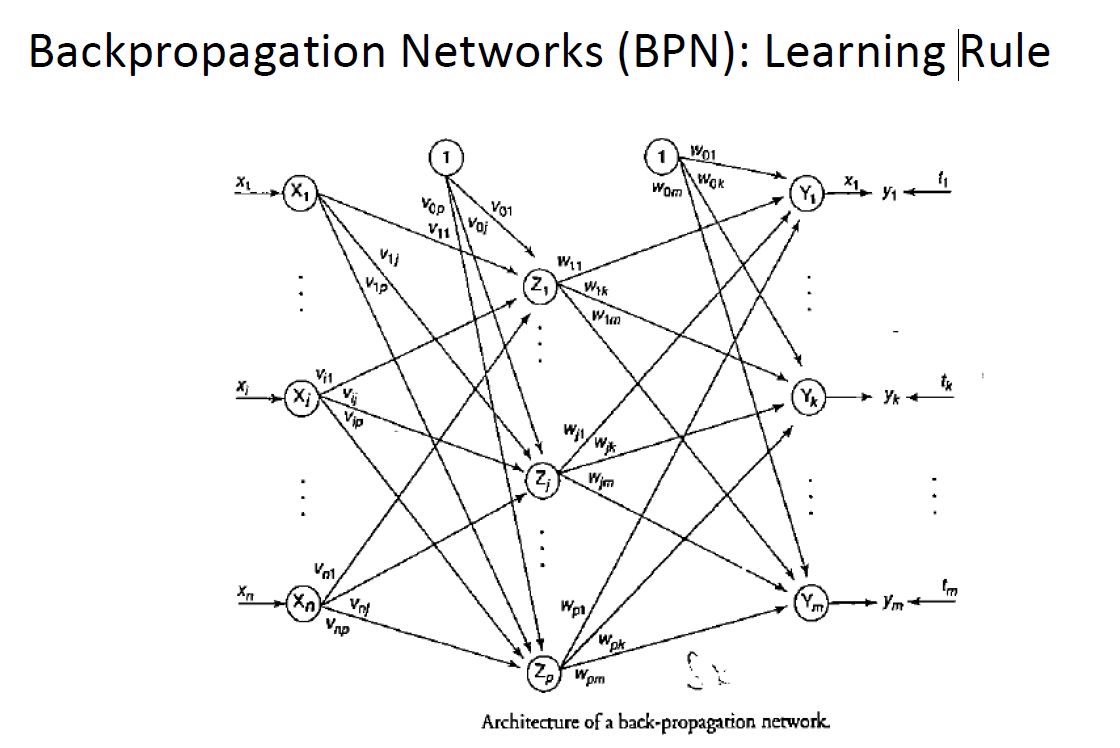 Backpropagation Networks (BPN): Learning Rule
1
1
w01
x1
X1
w0k
w0m
Y1
x1
y1
t1
v0p
v01
v0j
v11
v1j
v1p
w11
Z1
w1k
w1m
xi
Xi
vi1
vij
vip
Yk
yk
tk
wj1
wjk
Zj
wjm
xn
Xn
vn1
vnj
vnp
wp1
Ym
ym
tm
wpk
Zp
wpm
Architecture of a back-propagation network.